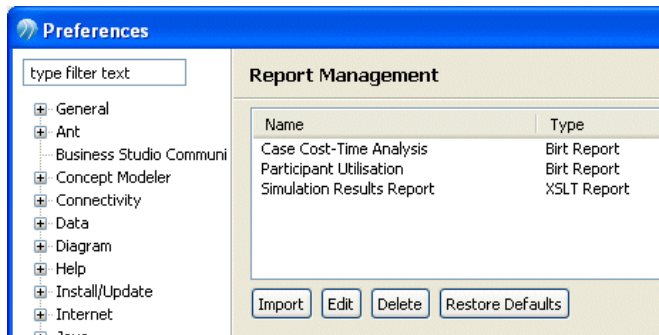 Preferences
type filter text
General
Ant
Business Studio Communi
Concept Modeler
Connectivity
Data
Diagram
Help
Install/Update
Internet
Report Management
Name Type
Case Cost-Time Analysis Birt Report
Participant Utilisation Birt Report
Simulation Results Report XSLT Report
Import Edit Delete Restore Defaults